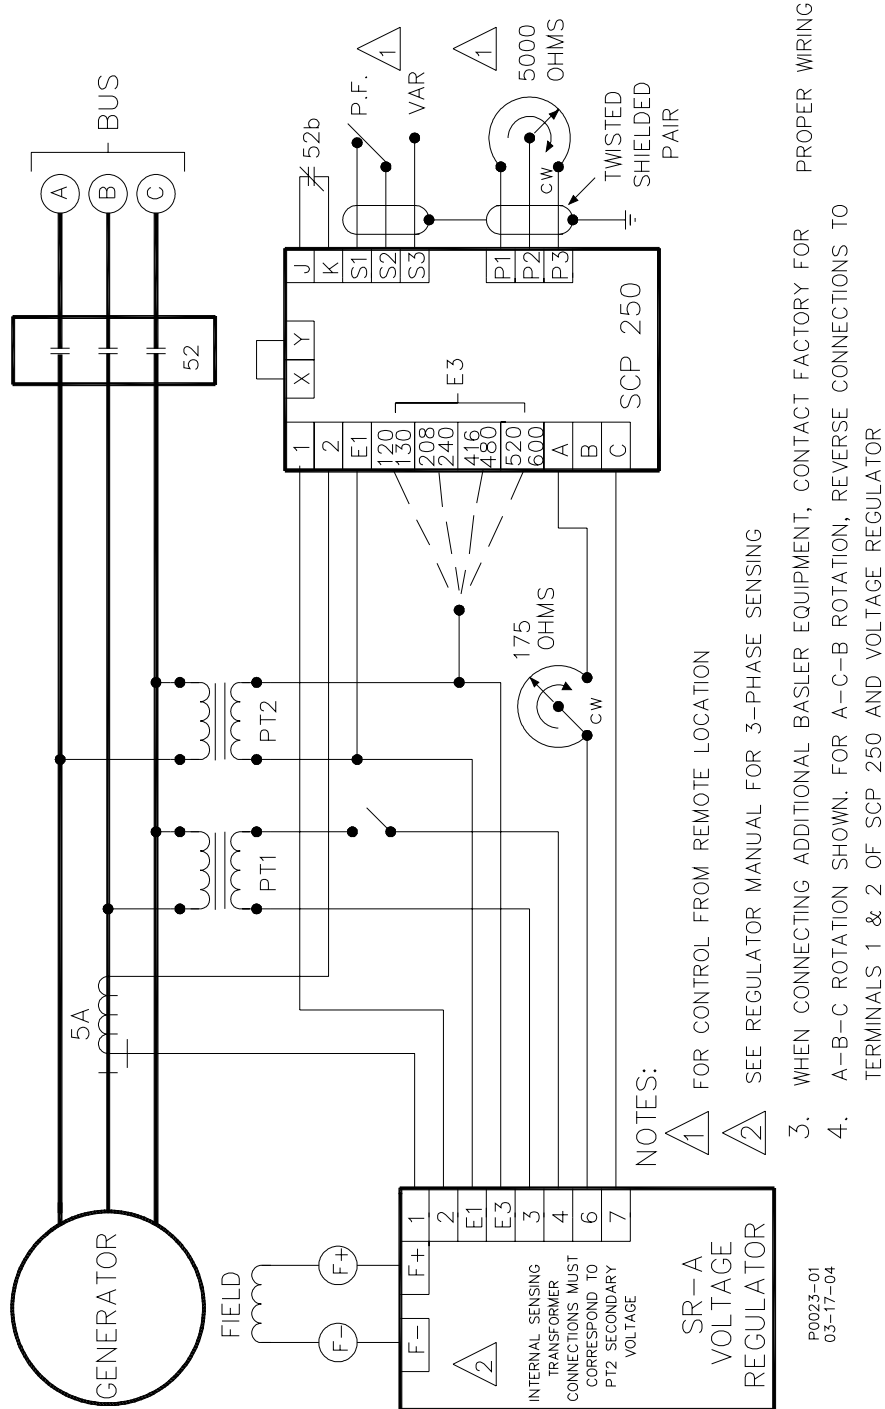 GENERATOR
5A
52
A
B
C
BUS
FIELD
F-
F+
PT1
PT2
1
2
E1
120
130
208
240
416
480
520
600
A
B
C
E3
X
Y
SCP 250
J
K
S1
S2
S3
P1
P2
P3
52b
P.F.
VAR
1
1
5000
OHMS
CW
TWISTED
SHIELDED
PAIR
175
OHMS
CW
F-
F+
1
2
E1
E3
3
4
6
7
2
INTERNAL SENSING
TRANSFORMER
CONNECTIONS MUST
CORRESPOND TO
PT2 SECONDARY
VOLTAGE
SR-A
VOLTAGE
REGULATOR
NOTES:
1 FOR CONTROL FROM REMOTE LOCATION
2 SEE REGULATOR MANUAL FOR 3-PHASE SENSING
3. WHEN CONNECTING ADDITIONAL BASLER EQUIPMENT, CONTACT FACTORY FOR PROPER WIRING
4. A-B-C ROTATION SHOWN. FOR A-C-B ROTATION, REVERSE CONNECTIONS TO
TERMINALS 1 & 2 OF SCP 250 AND VOLTAGE REGULATOR
P0023-01
03-17-04